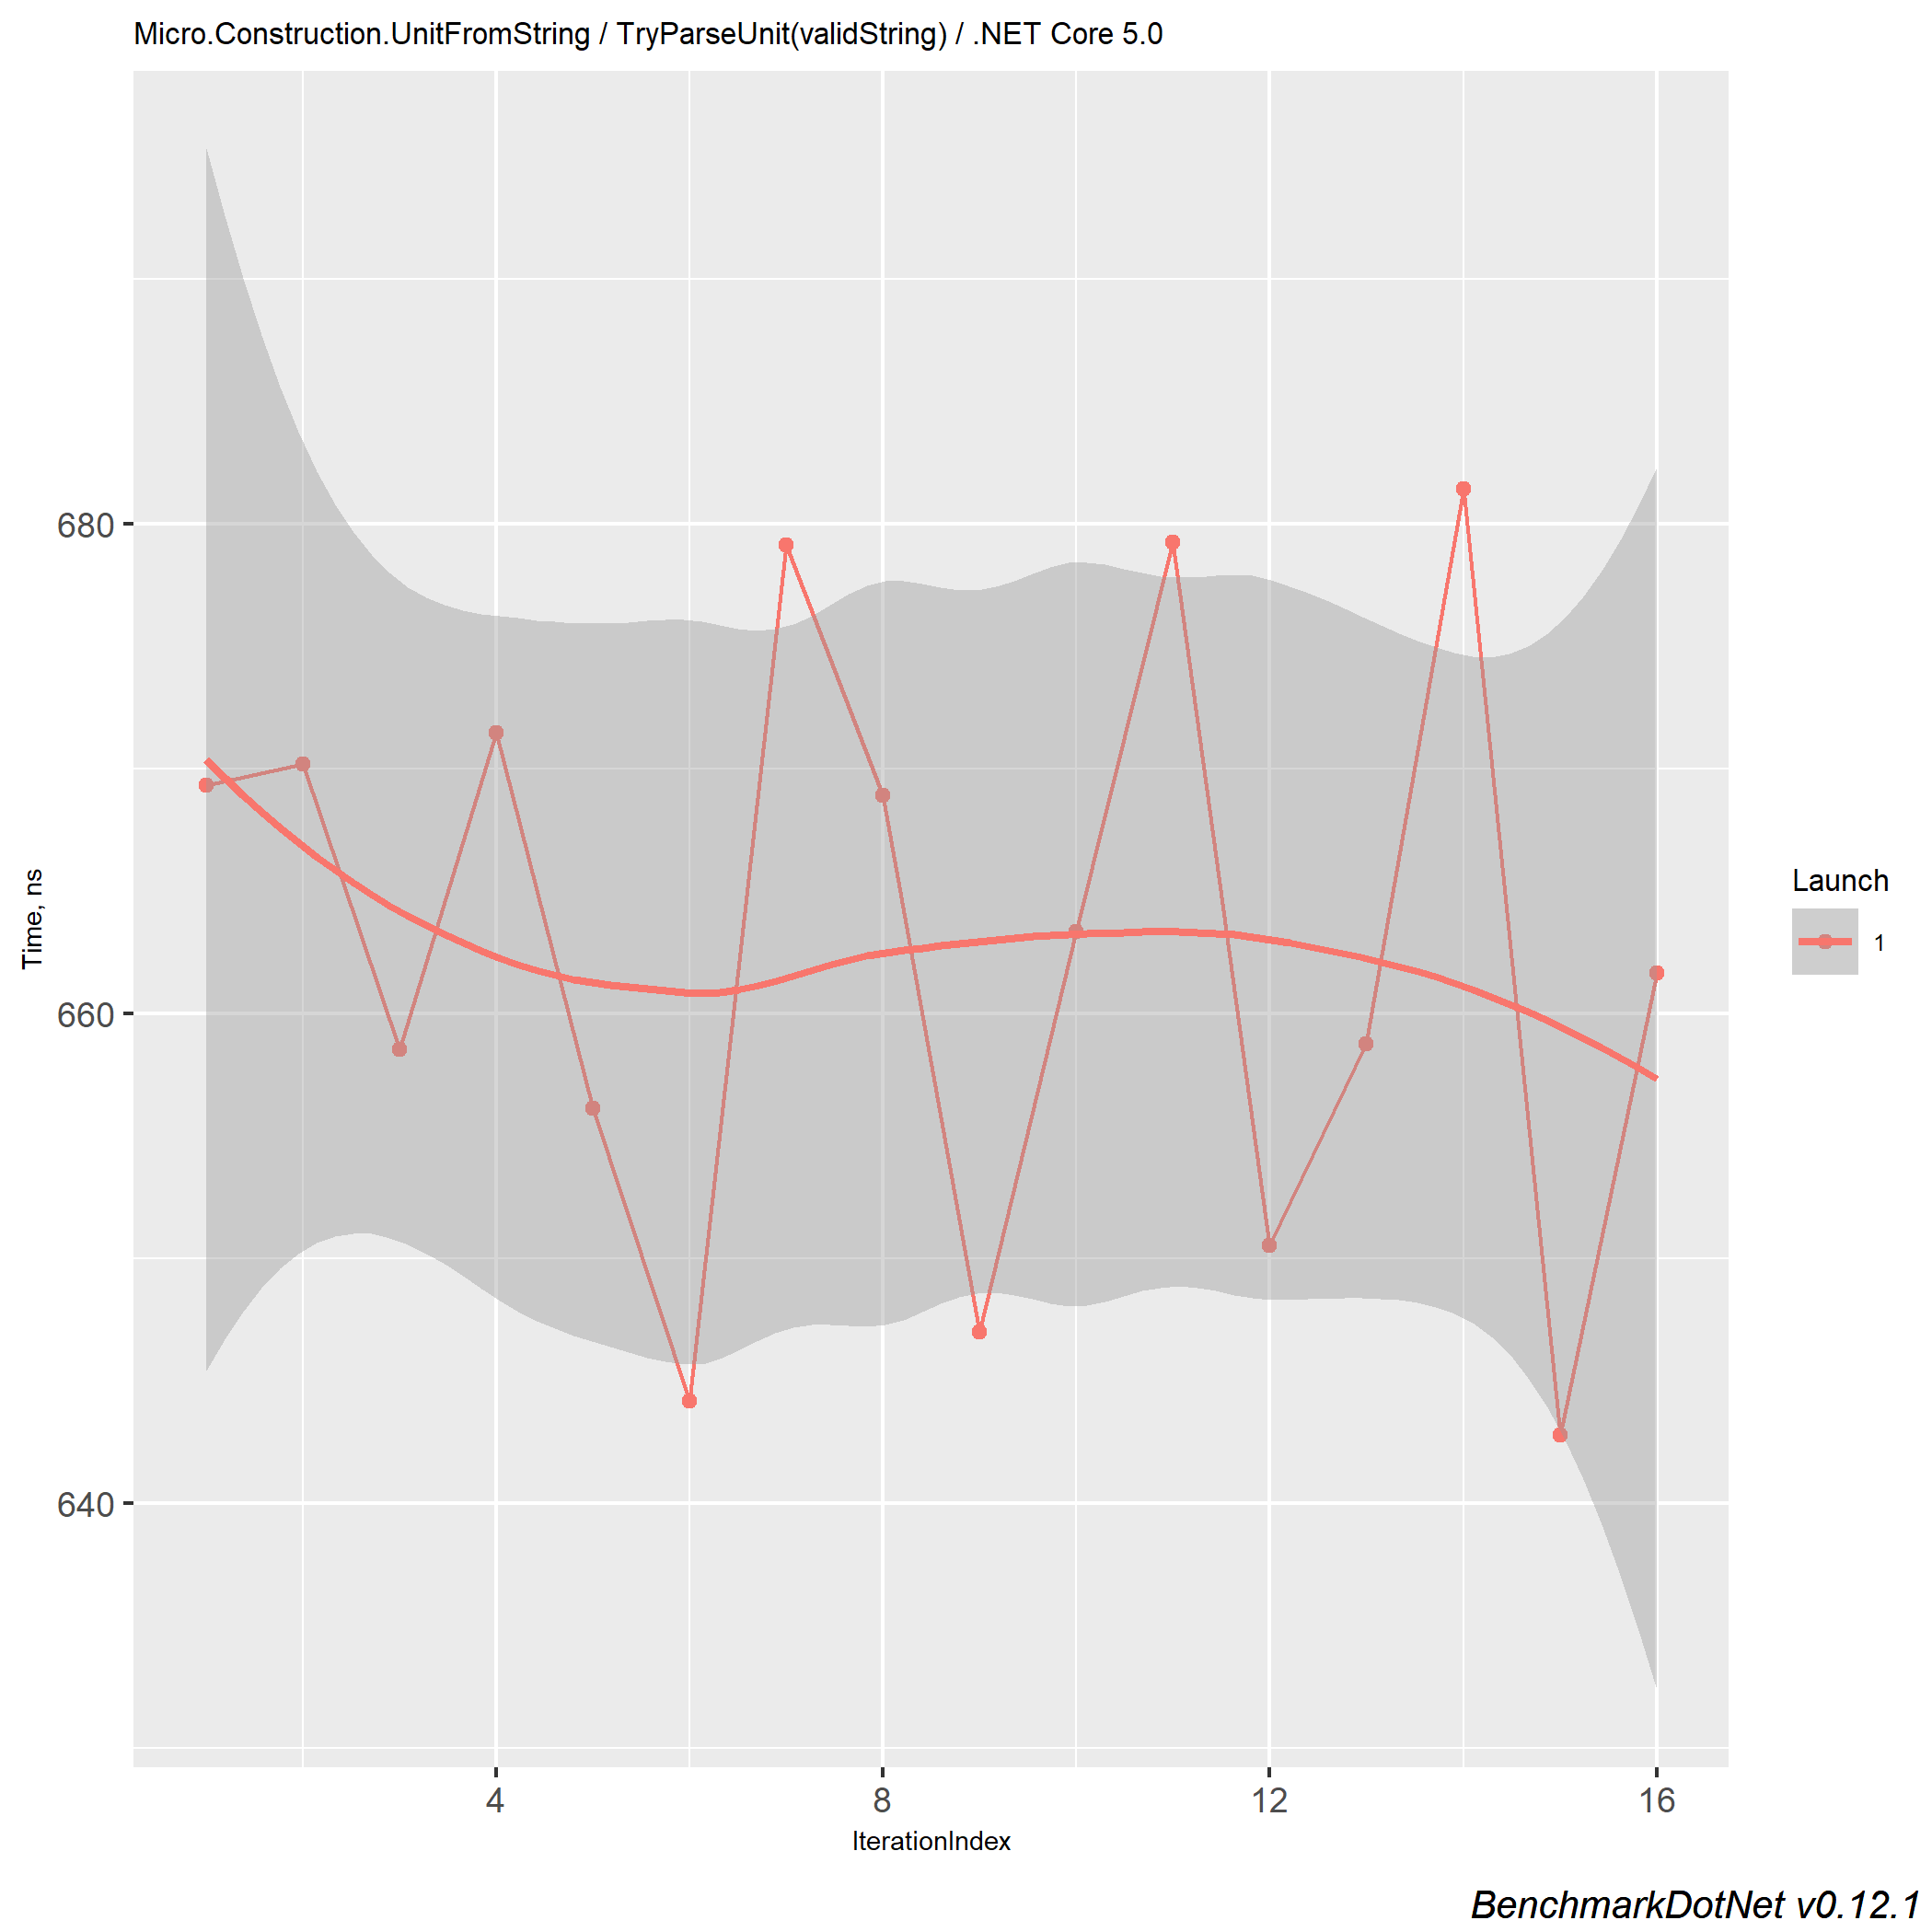 Micro.Construction.UnitFromString / TryParseUnit(validString) / .NET Core 5.0
680
660
640
Time, ns
4
8
12
16
IterationIndex
Launch
1
BenchmarkDotNet v0.12.1